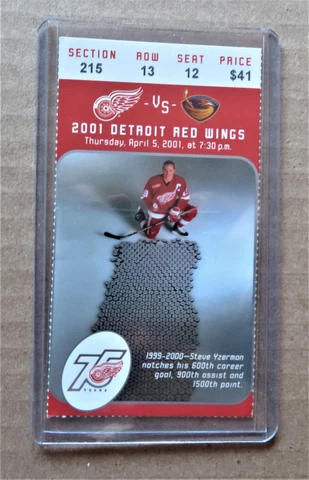 SECTION ROW SEAT PRICE
215 13 12 $41
-VS-
2001 DETROIT RED WINGS
Thursday, April 5, 2001, at 7:30 p.m.
C
1999-2000—Steve Yzerman
notches his 600th career
goal, 900th assist and
1500th point.
75
YEARS